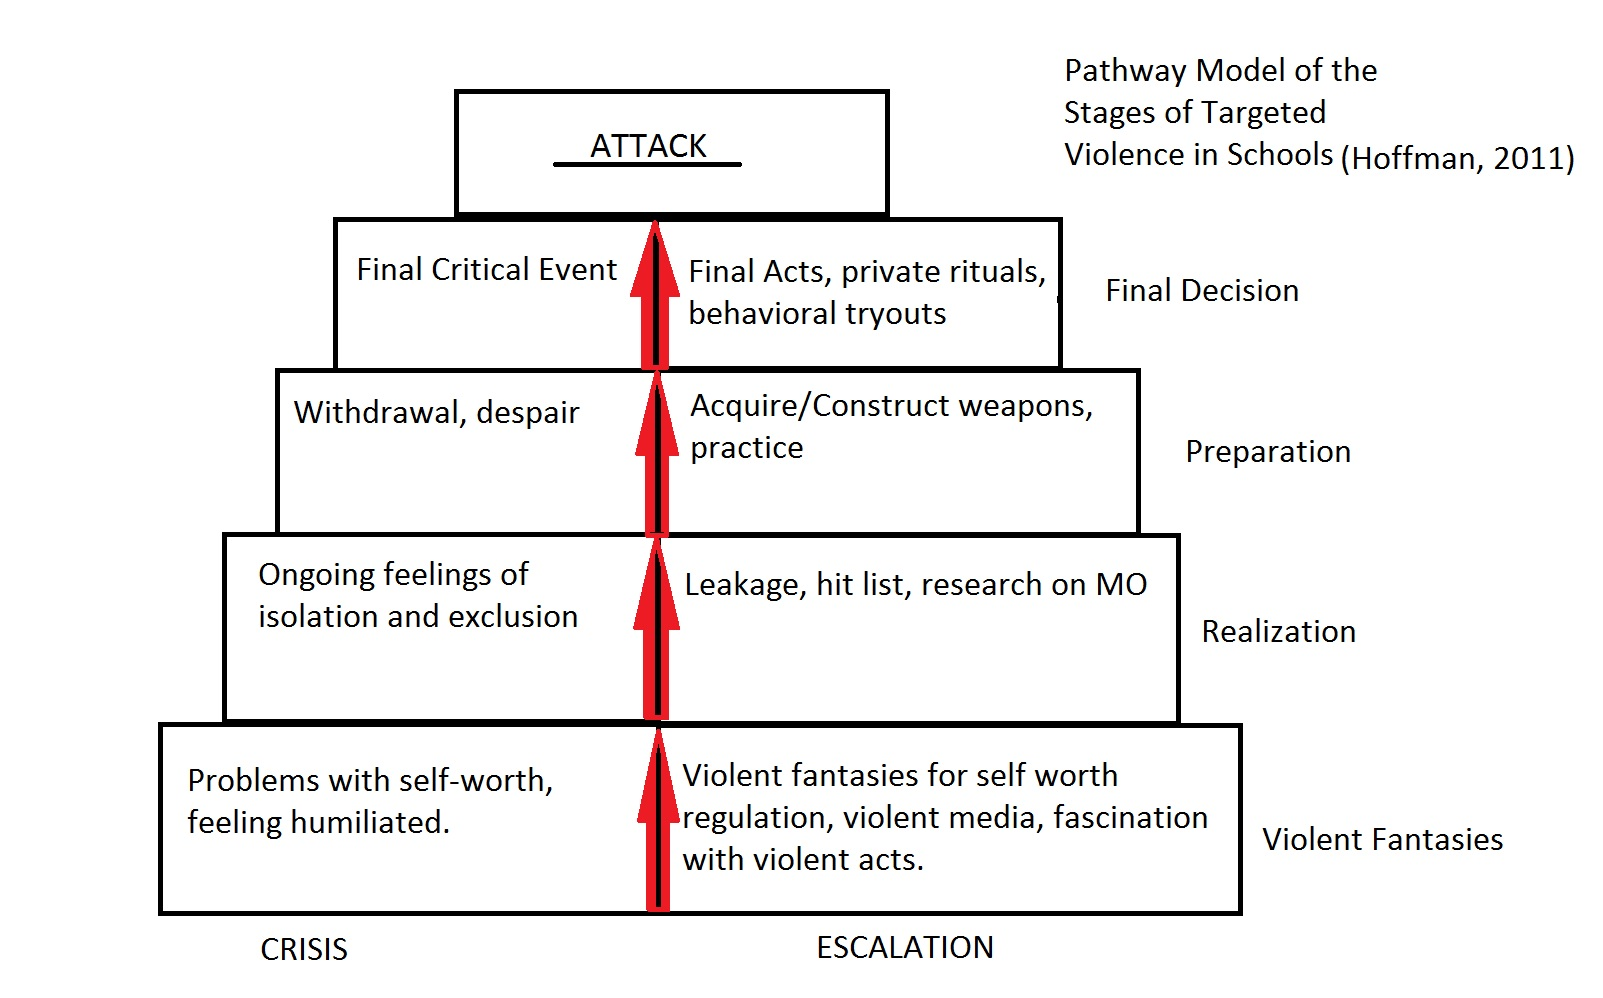 Pathway Model of the
Stages of Targeted
Violence in Schools (Hoffman, 2011)
ATTACK
Final Critical Event
Final Acts, private rituals,
behavioral tryouts
Final Decision
Withdrawal, despair
Acquire/Construct weapons,
practice
Preparation
Ongoing feelings of
isolation and exclusion
Leakage, hit list, research on MO
Realization
Problems with self-worth,
feeling humiliated.
Violent fantasies for self worth
regulation, violent media, fascination
with violent acts.
Violent Fantasies
CRISIS
ESCALATION